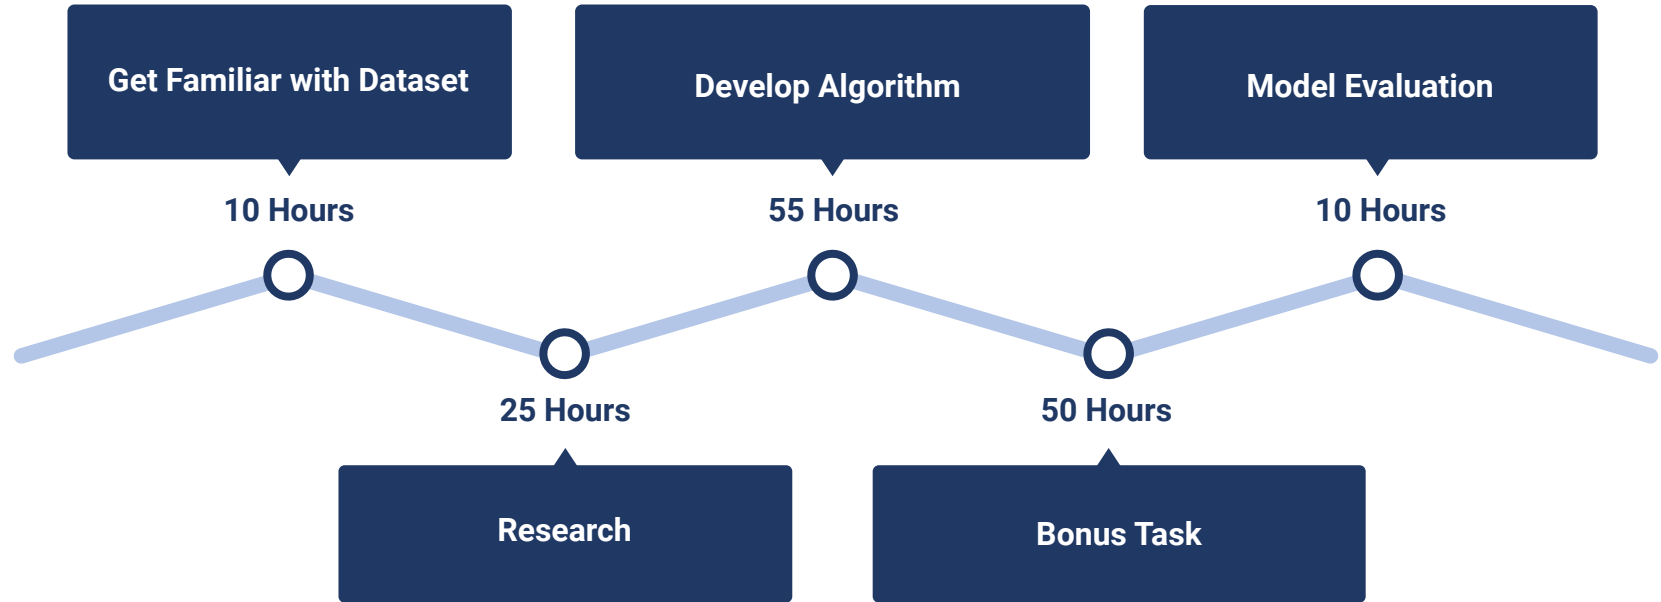 Get Familiar with Dataset
Develop Algorithm
Model Evaluation
10 Hours
55 Hours
10 Hours
25 Hours
50 Hours
Research
Bonus Task